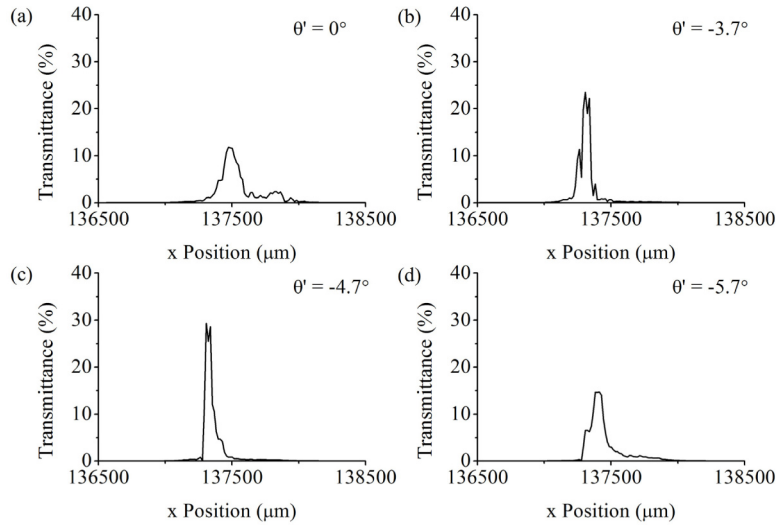 (a)
θ' = 0°
Transmittance (%)
40
30
20
10
0
136500
137500
138500
x Position (μm)
(b)
θ' = -3.7°
Transmittance (%)
40
30
20
10
0
136500
137500
138500
x Position (μm)
(c)
θ' = -4.7°
Transmittance (%)
40
30
20
10
0
136500
137500
138500
x Position (μm)
(d)
θ' = -5.7°
Transmittance (%)
40
30
20
10
0
136500
137500
138500
x Position (μm)